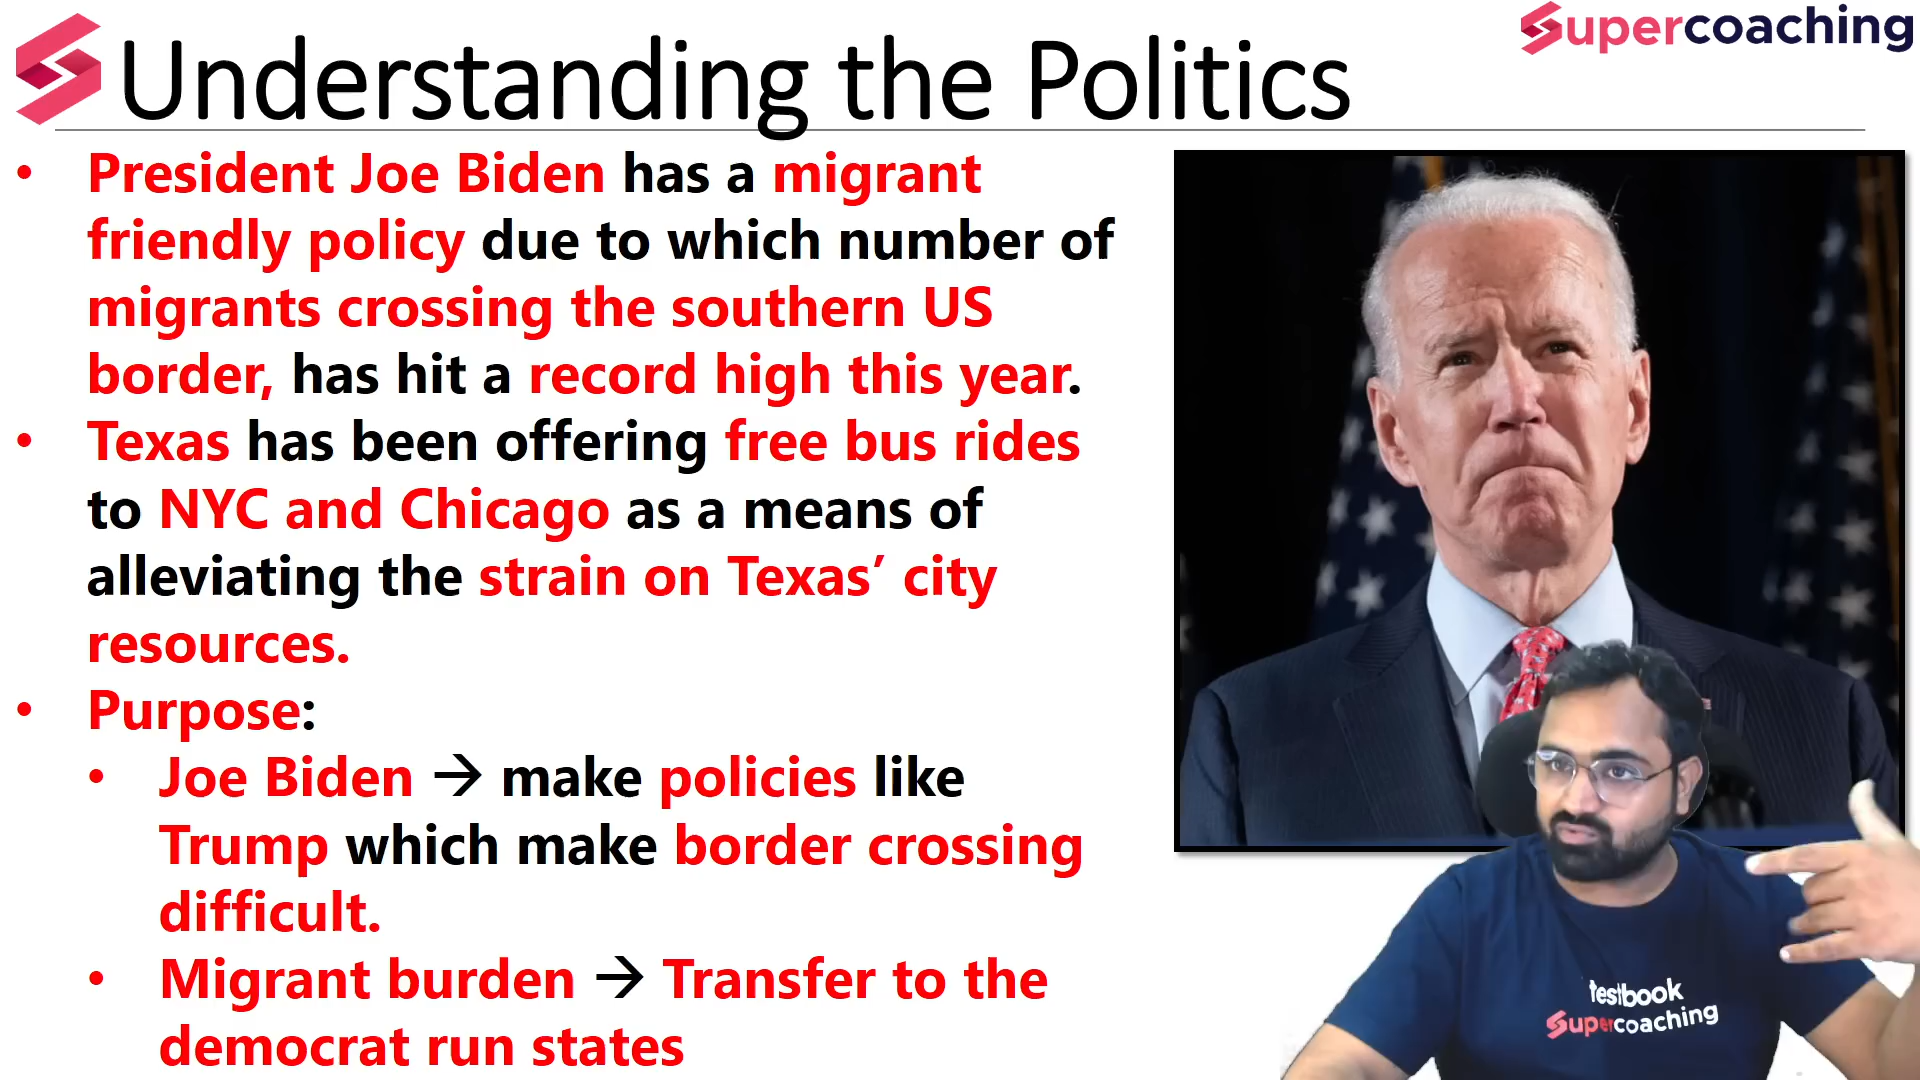 Supercoaching
Understanding the Politics
• President Joe Biden has a migrant
friendly policy due to which number of
migrants crossing the southern US
border, has hit a record high this year.
• Texas has been offering free bus rides
to NYC and Chicago as a means of
alleviating the strain on Texas’ city
resources.
• Purpose:
• Joe Biden → make policies like
Trump which make border crossing
difficult.
• Migrant burden → Transfer to the
democrat run states
testbook
Supercoaching